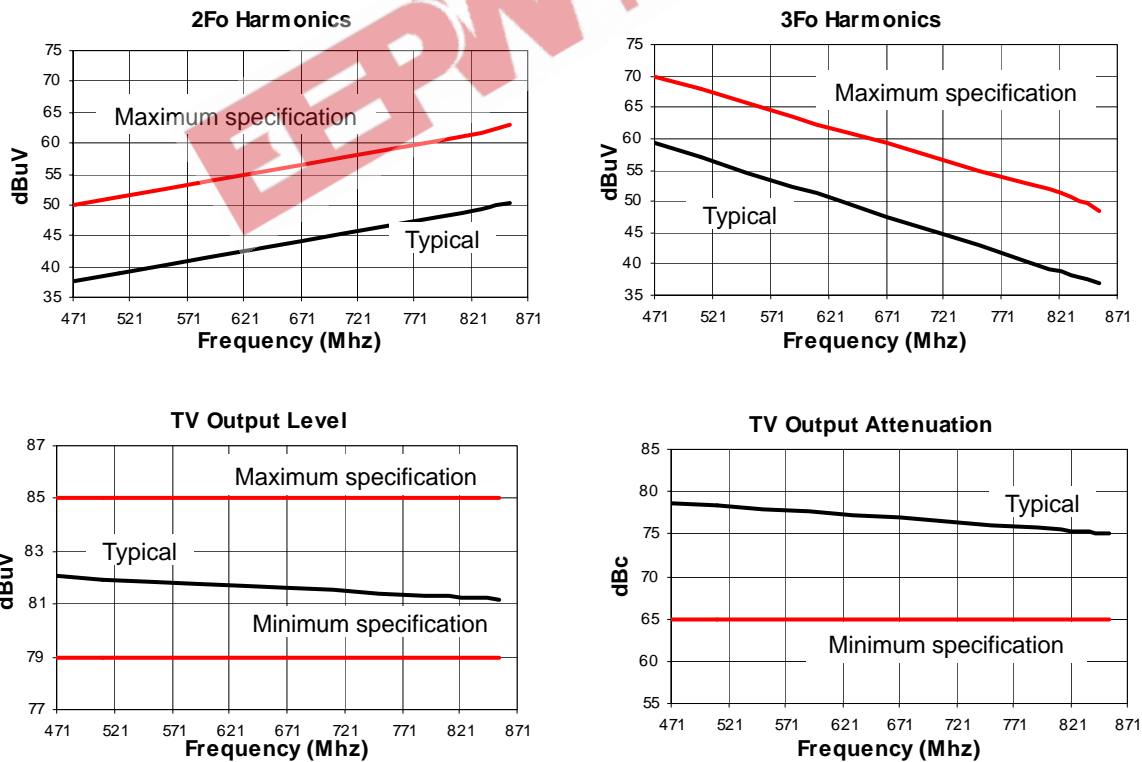 2Fo Harmonics
75
70
65
60
55
50
45
40
35
dBuV
Maximum specification
Typical
471 521 571 621 671 721 771 821 871
Frequency (Mhz)
3Fo Harmonics
75
70
65
60
55
50
45
40
35
dBuV
Maximum specification
Typical
471 521 571 621 671 721 771 821 871
Frequency (Mhz)
TV Output Level
87
85
83
81
79
77
dBuV
Maximum specification
Typical
Minimum specification
471 521 571 621 671 721 771 821 871
Frequency (Mhz)
TV Output Attenuation
85
80
75
70
65
60
55
dBc
Typical
Minimum specification
471 521 571 621 671 721 771 821 871
Frequency (Mhz)
EEPW